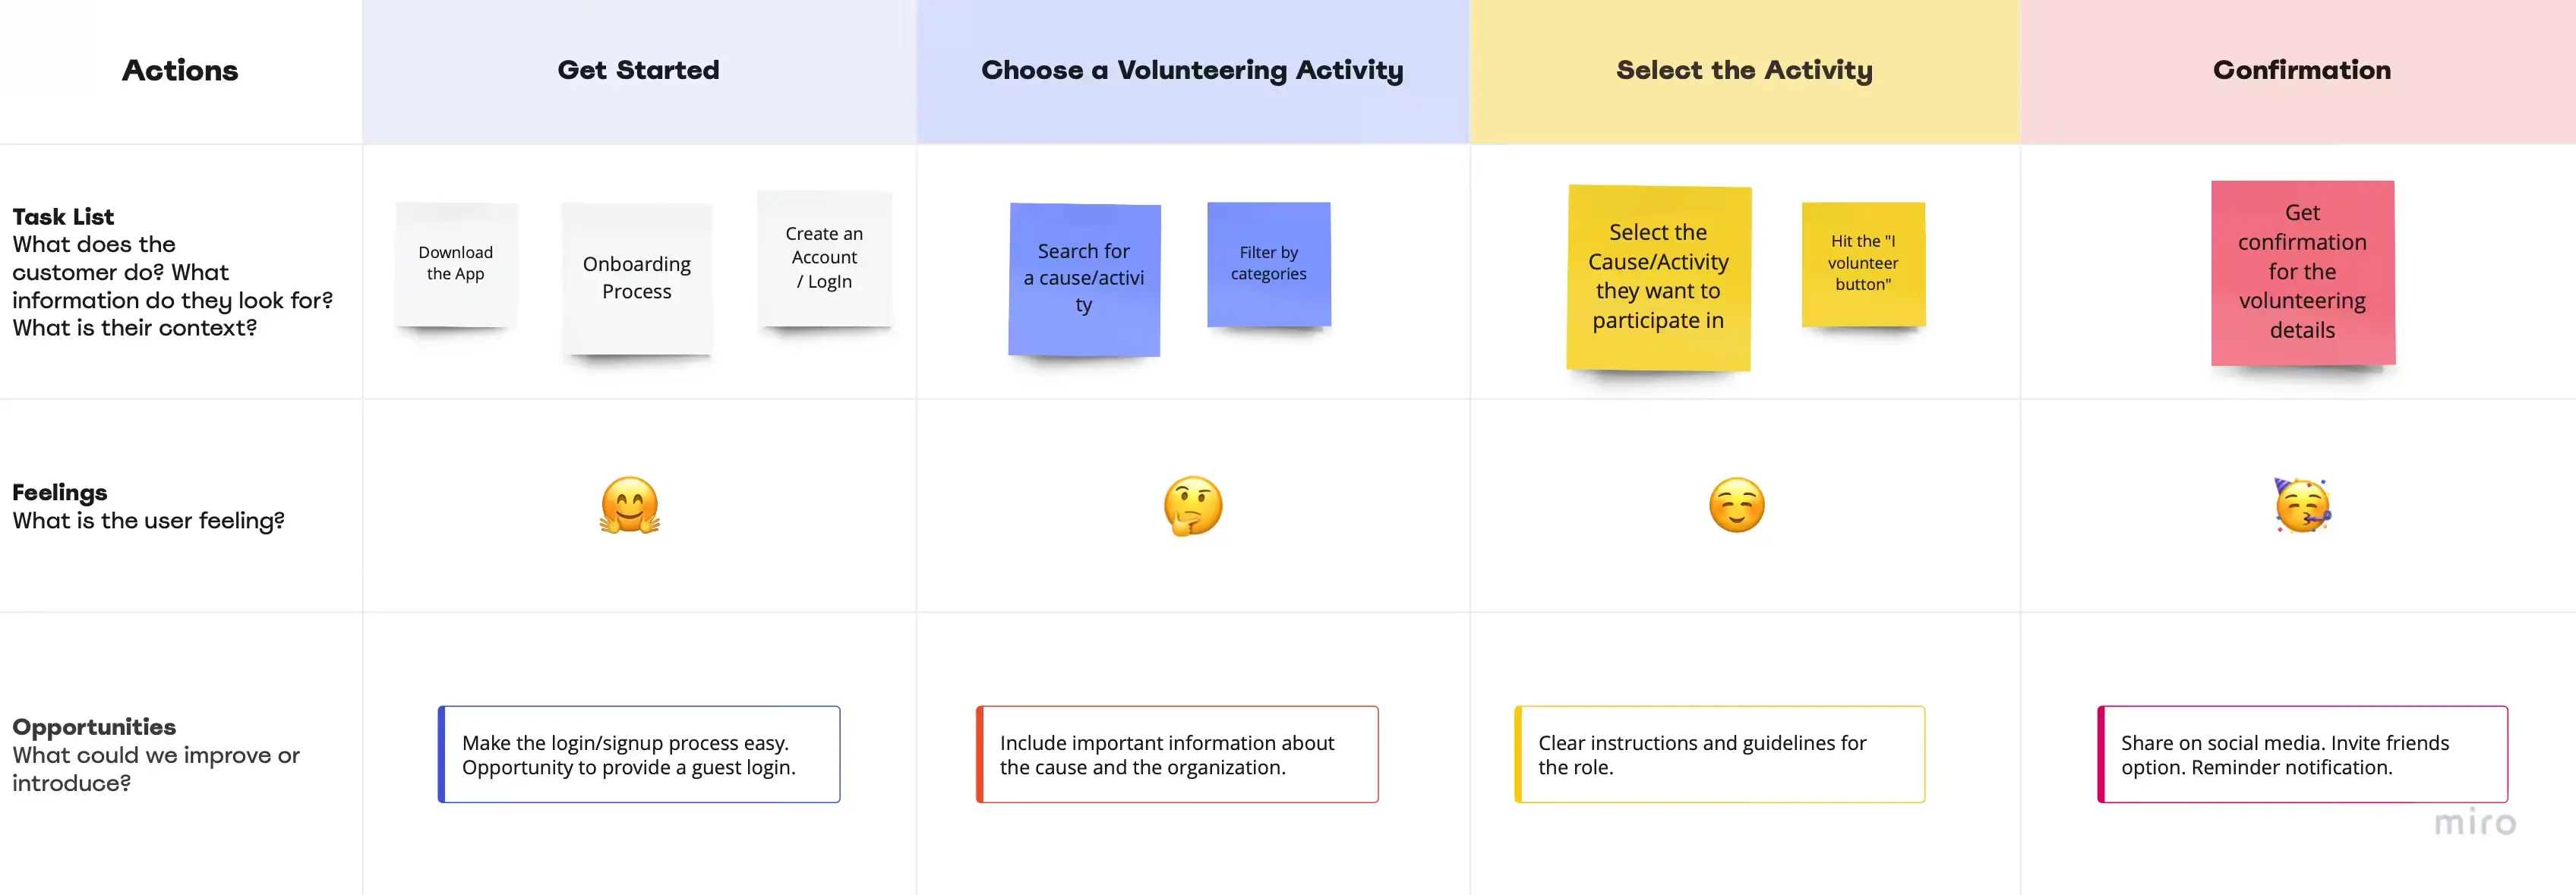 Actions
Get Started
Choose a Volunteering Activity
Select the Activity
Confirmation
Task List
What does the
customer do? What
information do they look for?
What is their context?
Download
the App
Onboarding
Process
Create an
Account
/ LogIn
Search for
a cause/activi
ty
Filter by
categories
Select the
Cause/Activity
they want to
participate in
Hit the "I
volunteer
button"
Get
confirmation
for the
volunteering
details
Feelings
What is the user feeling?
Opportunities
What could we improve or
introduce?
Make the login/signup process easy.
Opportunity to provide a guest login.
Include important information about
the cause and the organization.
Clear instructions and guidelines for
the role.
Share on social media. Invite friends
option. Reminder notification.
miro